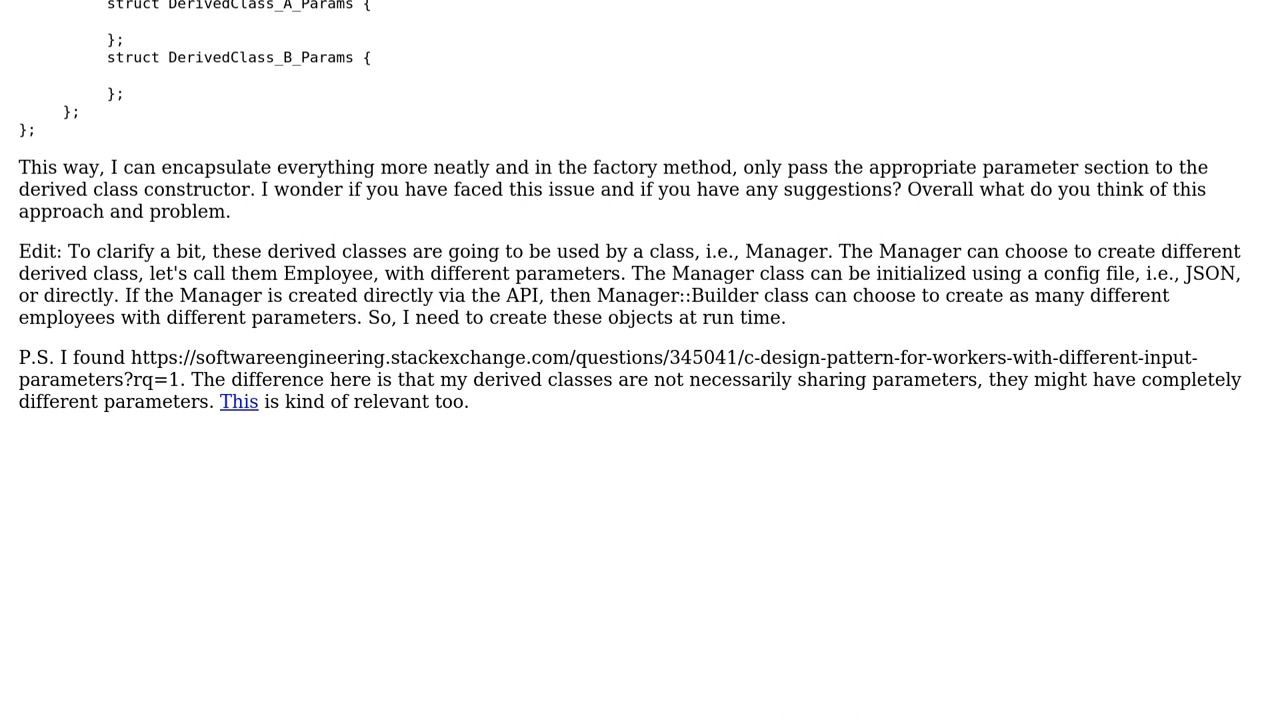 struct DerivedClass_A_Params {
};
struct DerivedClass_B_Params {
};
};
};
This way, I can encapsulate everything more neatly and in the factory method, only pass the appropriate parameter section to the
derived class constructor. I wonder if you have faced this issue and if you have any suggestions? Overall what do you think of this
approach and problem.
Edit: To clarify a bit, these derived classes are going to be used by a class, i.e., Manager. The Manager can choose to create different
derived class, let's call them Employee, with different parameters. The Manager class can be initialized using a config file, i.e., JSON,
or directly. If the Manager is created directly via the API, then Manager::Builder class can choose to create as many different
employees with different parameters. So, I need to create these objects at run time.
P.S. I found https://softwareengineering.stackexchange.com/questions/345041/c-design-pattern-for-workers-with-different-input-
parameters?rq=1. The difference here is that my derived classes are not necessarily sharing parameters, they might have completely
different parameters. This is kind of relevant too.